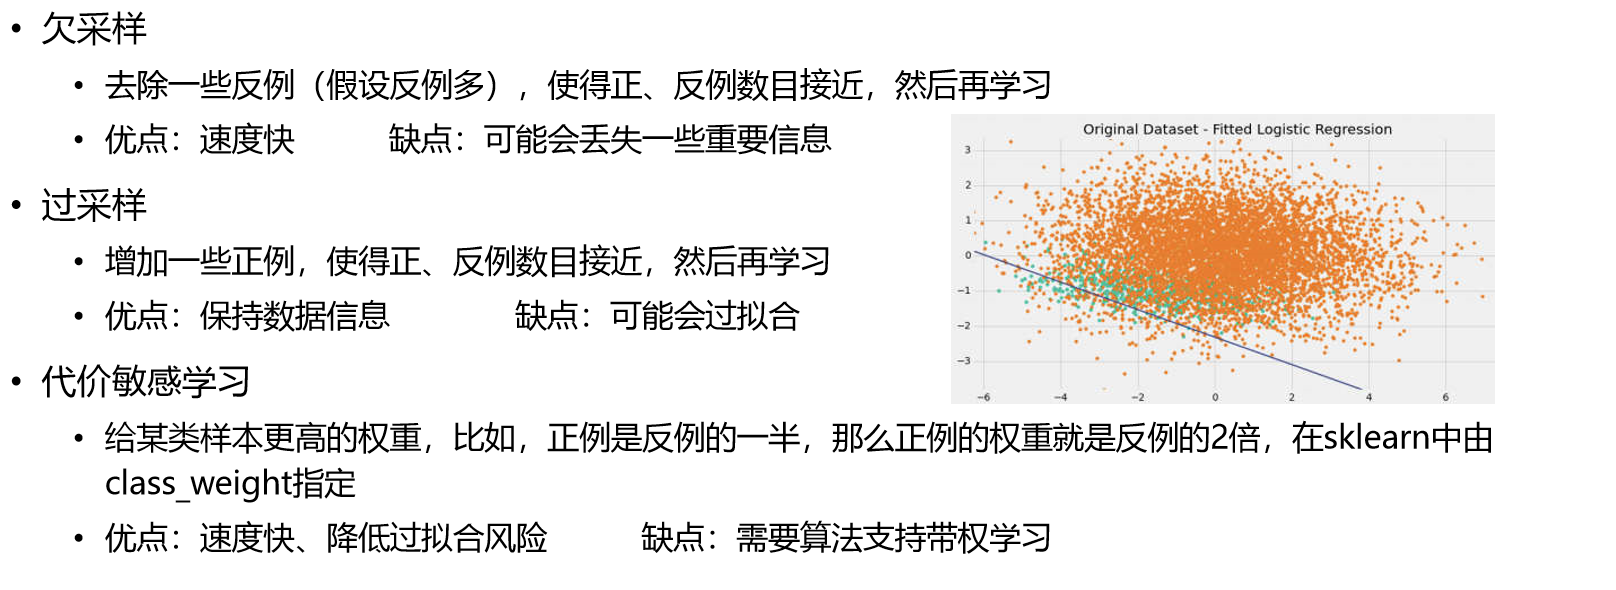 • 欠采样
• 去除一些反例（假设反例多），使得正、反例数目接近，然后再学习
• 优点：速度快 缺点：可能会丢失一些重要信息
• 过采样
• 增加一些正例，使得正、反例数目接近，然后再学习
• 优点：保持数据信息 缺点：可能会过拟合
• 代价敏感学习
• 给某类样本更高的权重，比如，正例是反例的一半，那么正例的权重就是反例的2倍，在sklearn中由
class_weight指定
• 优点：速度快、降低过拟合风险 缺点：需要算法支持带权学习
Original Dataset - Fitted Logistic Regression
3
2
1
0
−1
−2
−3
−6 −4 −2 0 2 4 6